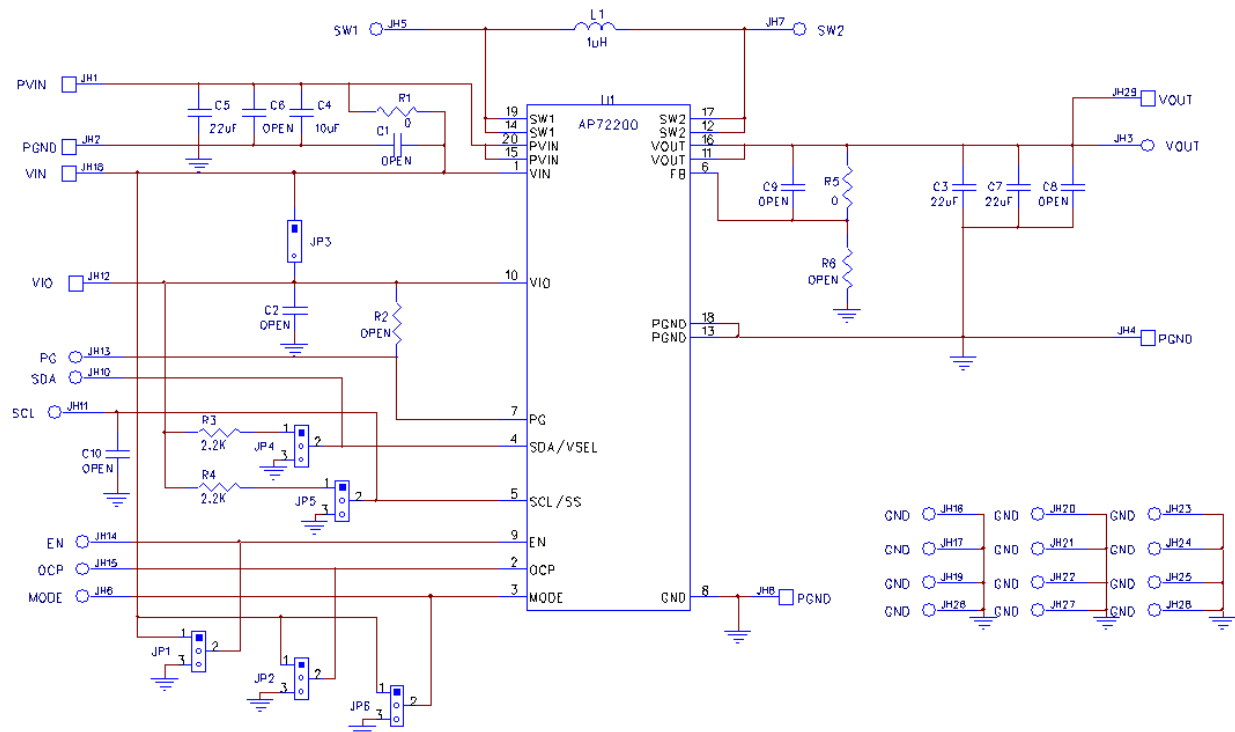 L1
1uH
SW1 JH5
JH7 SW2
PVIN JH1
C5
22uF
C6
OPEN
C4
10uF
R1
0
C1
OPEN
PGND JH2
VIN JH18
U1
AP72200
19 SW1
14 SW1
20 PVIN
15 PVIN
1 VIN
SW2 17
SW2 12
VOUT 16
VOUT 11
FB 6
JH29 VOUT
JH3 VOUT
C9
OPEN
R5
0
C3
22uF
C7
22uF
C8
OPEN
JP3
R6
OPEN
VIO JH12
10 VIO
C2
OPEN
R2
OPEN
PGND 18
PGND 13
JH4 PGND
PG JH13
SDA JH10
SCL JH11
7 PG
R3
2.2K
JP4
1
2
3
4 SDA/VSEL
C10
OPEN
R4
2.2K
JP5
1
2
3
5 SCL/SS
EN JH14
9 EN
OCP JH15
2 OCP
MODE JH6
3 MODE
GND 8
JH8 PGND
JP1
1
2
3
JP2
1
2
3
JP6
1
2
3
GND JH16
GND JH20
GND JH23
GND JH17
GND JH21
GND JH24
GND JH19
GND JH22
GND JH25
GND JH26
GND JH27
GND JH28